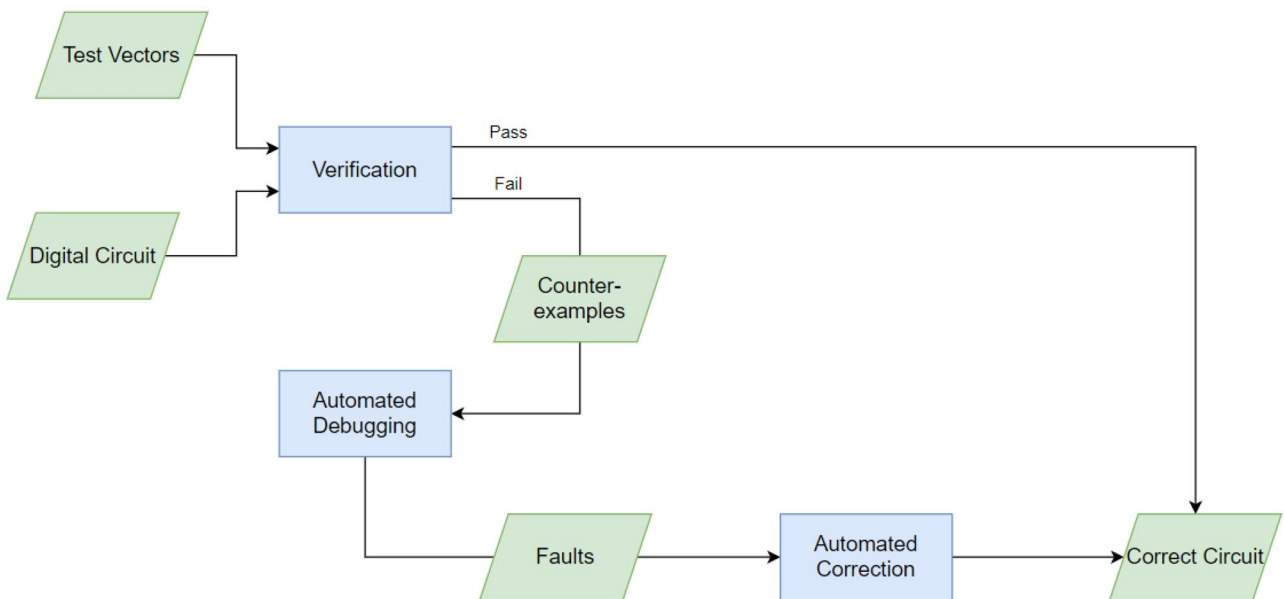 Test Vectors
Pass
Verification
Fail
Digital Circuit
Counter-
examples
Automated
Debugging
Faults
Automated
Correction
Correct Circuit